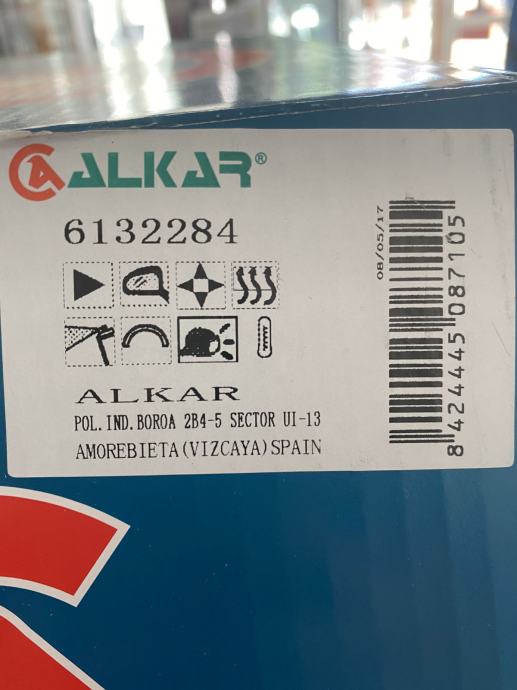 ALKAR®
6132284
ALKAR
POL.IND.BOROA 2B4-5 SECTOR UI-13
AMOREBIETA(VIZCAYA)SPAIN
08/05/17
8 424445 087105